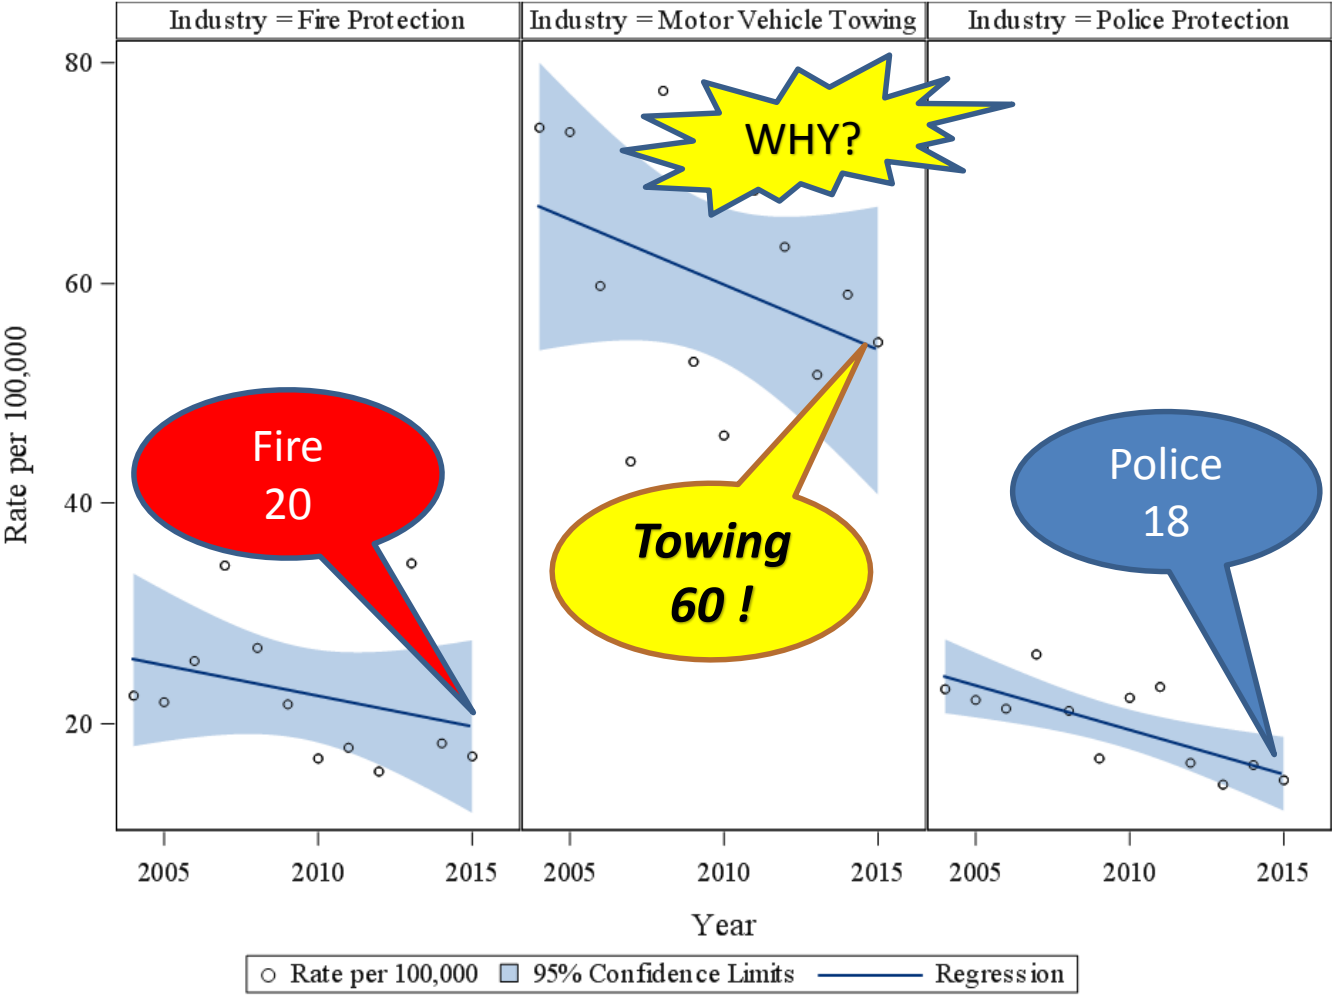 Industry = Fire Protection
Industry = Motor Vehicle Towing
Industry = Police Protection
Rate per 100,000
80
60
40
20
WHY?
Fire
20
Towing
60 !
Police
18
2005
2010
2015
2005
2010
2015
2005
2010
2015
Year
Rate per 100,000
95% Confidence Limits
Regression